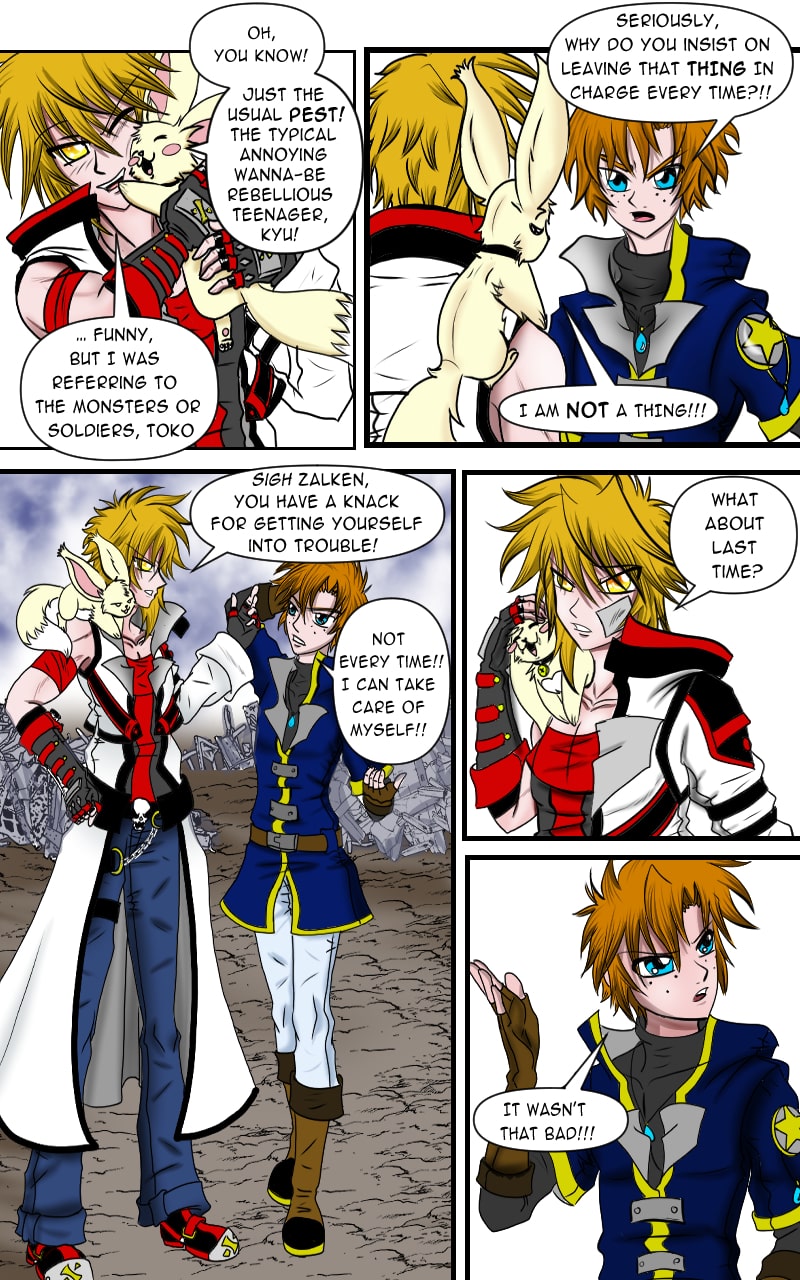 OH,
YOU KNOW!
JUST THE
USUAL PEST!
THE TYPICAL
ANNOYING
WANNA-BE
REBELLIOUS
TEENAGER,
KYU!
... FUNNY,
BUT I WAS
REFERRING TO
THE MONSTERS OR
SOLDIERS, TOKO
SERIOUSLY,
WHY DO YOU INSIST ON
LEAVING THAT THING IN
CHARGE EVERY TIME?!!
I AM NOT A THING!!!
SIGH ZALKEN,
YOU HAVE A KNACK
FOR GETTING YOURSELF
INTO TROUBLE!
NOT
EVERY TIME!!
I CAN TAKE
CARE OF
MYSELF!!
WHAT
ABOUT
LAST
TIME?
IT WASN'T
THAT BAD!!!